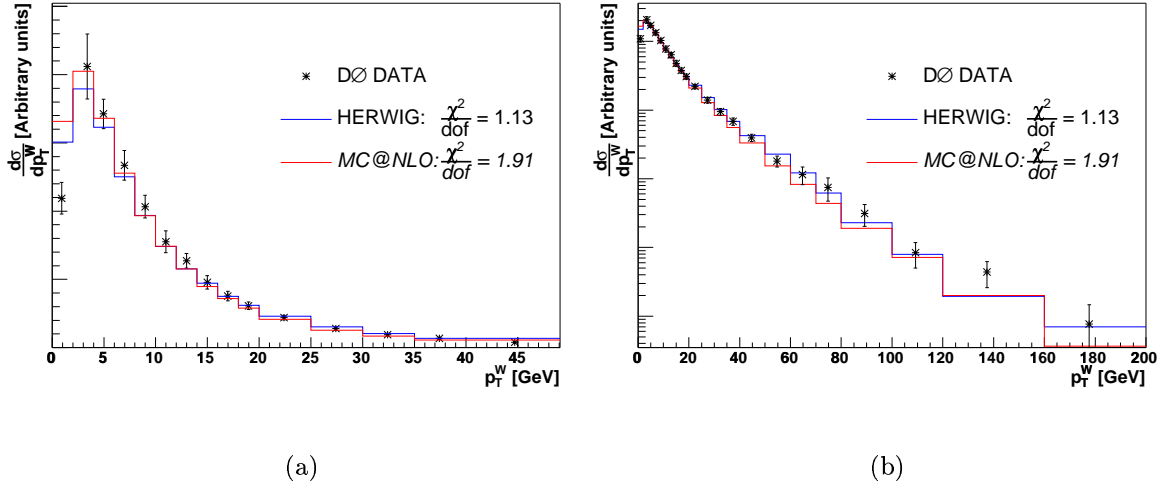 dσ/dp_T^W [Arbitrary units]
DØ DATA
HERWIG: χ²/dof = 1.13
MC@NLO: χ²/dof = 1.91
0 5 10 15 20 25 30 35 40 45
p_T^W [GeV]
(a)
dσ/dp_T^W [Arbitrary units]
DØ DATA
HERWIG: χ²/dof = 1.13
MC@NLO: χ²/dof = 1.91
0 20 40 60 80 100 120 140 160 180 200
p_T^W [GeV]
(b)